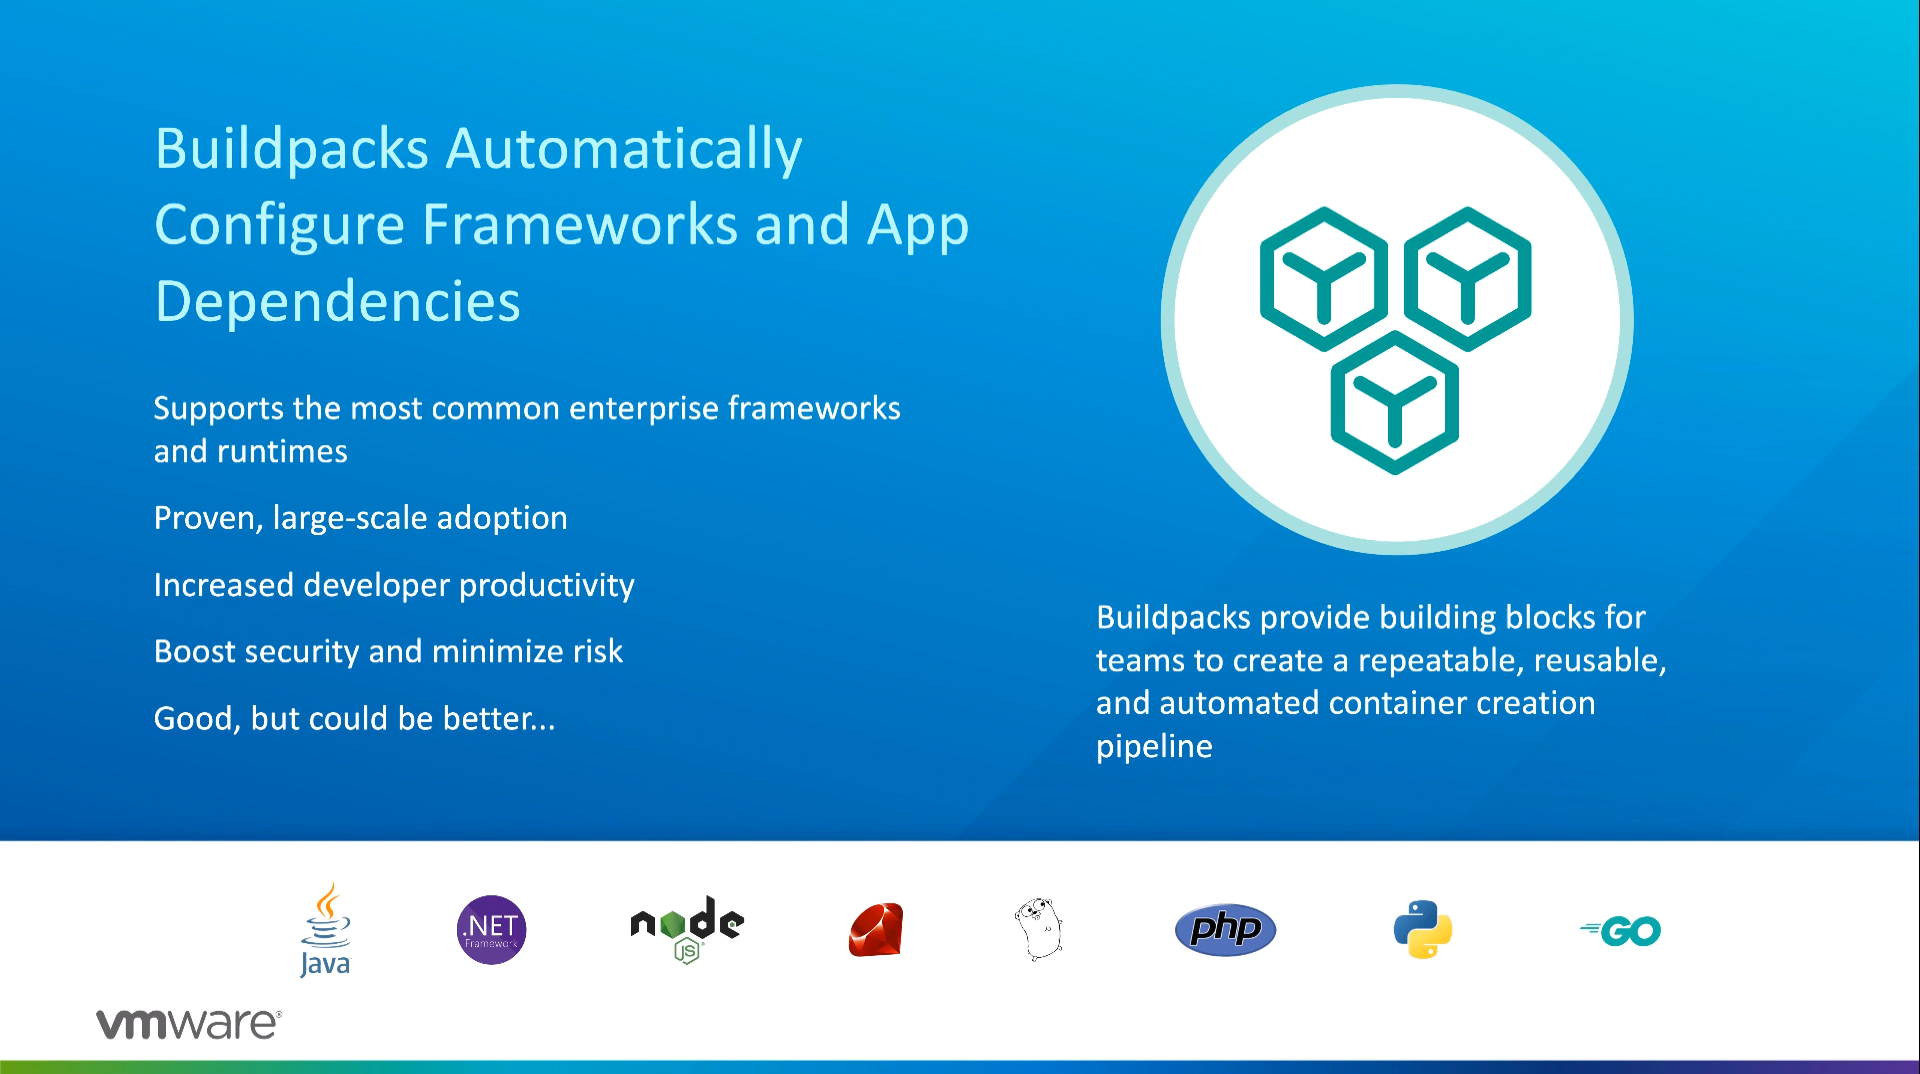 Buildpacks Automatically
Configure Frameworks and App
Dependencies
Supports the most common enterprise frameworks
and runtimes
Proven, large-scale adoption
Increased developer productivity
Boost security and minimize risk
Good, but could be better...
Buildpacks provide building blocks for
teams to create a repeatable, reusable,
and automated container creation
pipeline
Java
.NET
Framework
node
JS
php
GO
vmware®